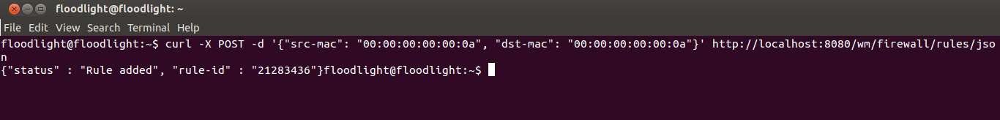 floodlight@floodlight: ~
File Edit View Search Terminal Help
floodlight@floodlight:~$ curl -X POST -d '{"src-mac": "00:00:00:00:00:0a", "dst-mac": "00:00:00:00:00:0a"}' http://localhost:8080/wm/firewall/rules/jso
n
{"status" : "Rule added", "rule-id" : "21283436"}floodlight@floodlight:~$